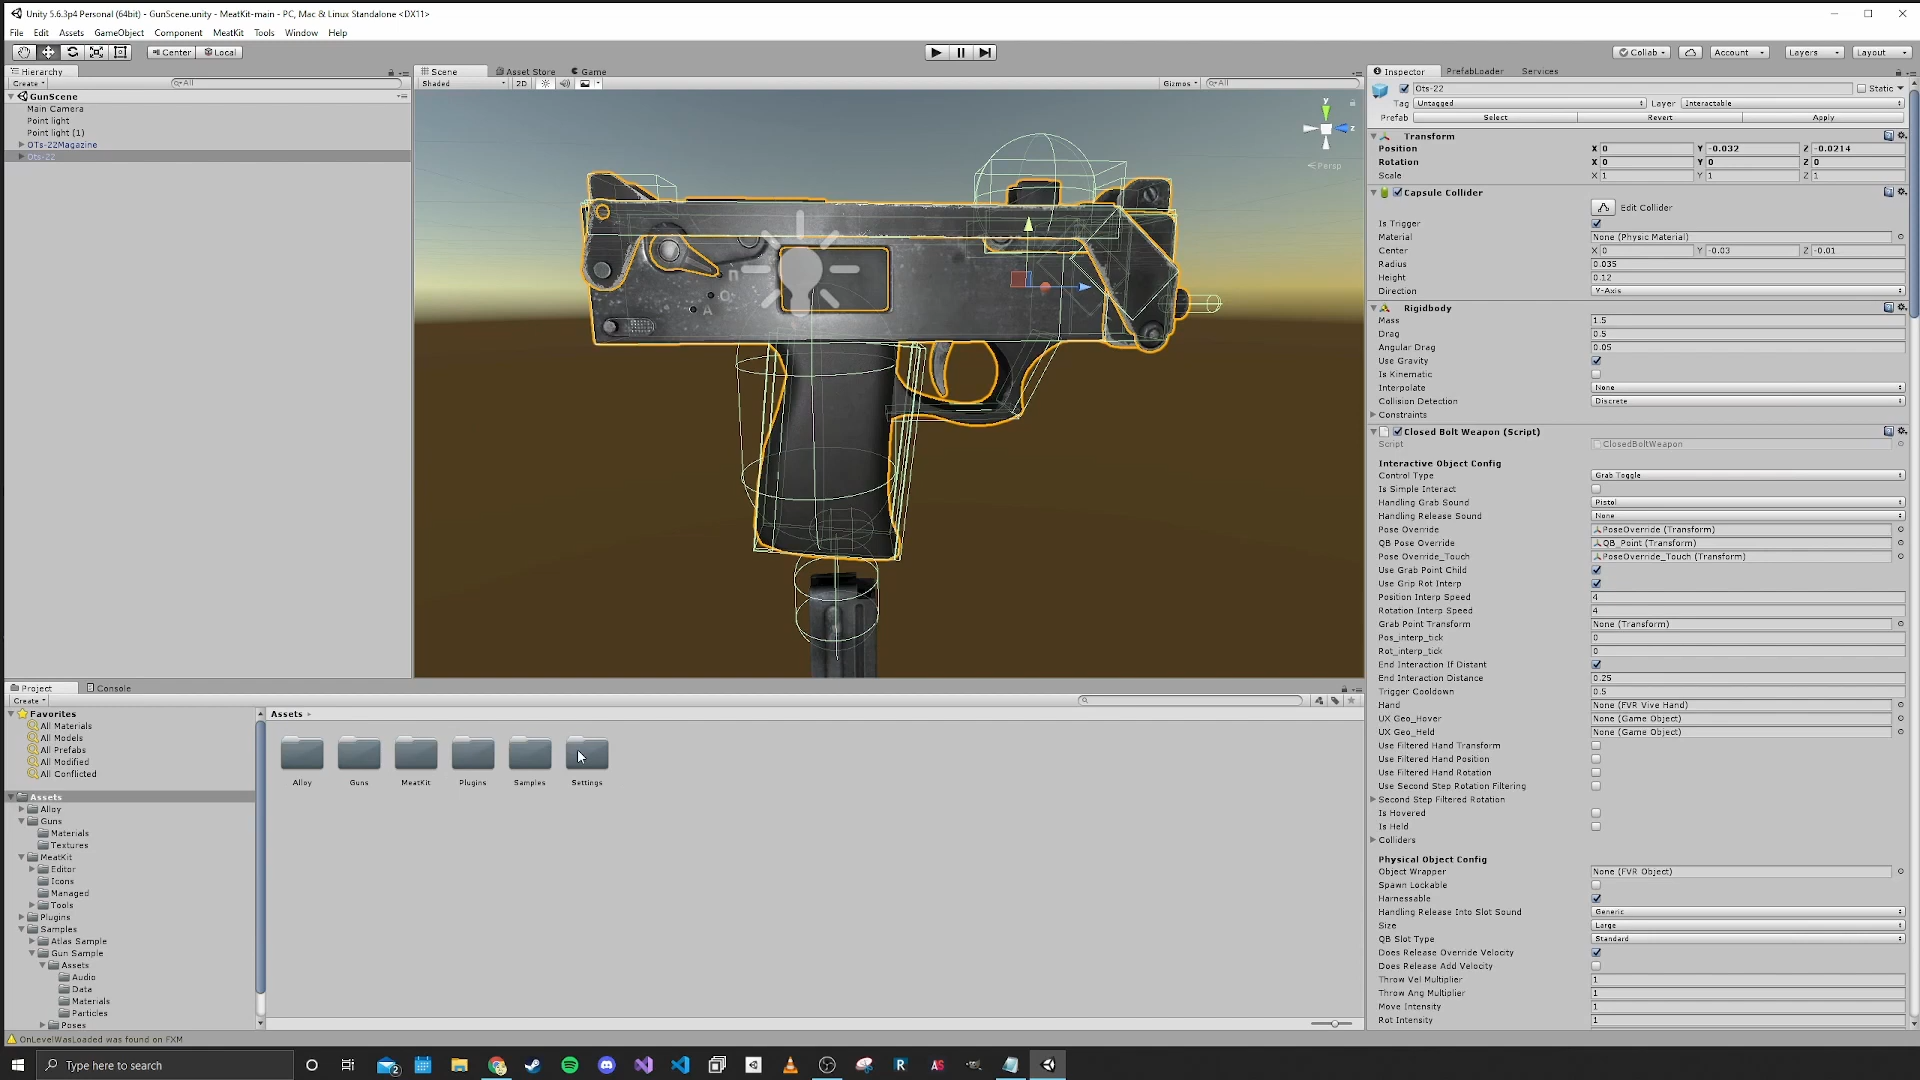 Unity 5.6.3p4 Personal (64bit) - GunScene.unity - MeatKit-main - PC, Mac & Linux Standalone <DX11>
File Edit Assets GameObject Component MeatKit Tools Window Help
Center Local Collab Account Layers Layout
Hierarchy
Create All
GunScene
Main Camera
Point light
Point light (1)
OTs-22Magazine
Ots-22
Scene Asset Store Game
Shaded 2D Gizmos All
y
z
Persp
n
O
A
Project Console
Create
Favorites
All Materials
All Models
All Prefabs
All Modified
All Conflicted
Assets
Alloy
Guns
Materials
Textures
MeatKit
Editor
Icons
Managed
Tools
Plugins
Samples
Atlas Sample
Gun Sample
Assets
Audio
Data
Materials
Particles
Poses
Assets
Alloy Guns MeatKit Plugins Samples Settings
Inspector PrefabLoader Services
Ots-22 Static
Tag Untagged Layer Interactable
Prefab Select Revert Apply
Transform
Position X 0 Y -0.032 Z -0.0214
Rotation X 0 Y 0 Z 0
Scale X 1 Y 1 Z 1
Capsule Collider
Edit Collider
Is Trigger
Material None (Physic Material)
Center X 0 Y -0.03 Z -0.01
Radius 0.035
Height 0.12
Direction Y-Axis
Rigidbody
Mass 1.5
Drag 0.5
Angular Drag 0.05
Use Gravity
Is Kinematic
Interpolate None
Collision Detection Discrete
Constraints
Closed Bolt Weapon (Script)
Script ClosedBoltWeapon
Interactive Object Config
Control Type Grab Toggle
Is Simple Interact
Handling Grab Sound Pistol
Handling Release Sound None
Pose Override PoseOverride (Transform)
QB Pose Override QB_Point (Transform)
Pose Override_Touch PoseOverride_Touch (Transform)
Use Grab Point Child
Use Grip Rot Interp
Position Interp Speed 4
Rotation Interp Speed 4
Grab Point Transform None (Transform)
Pos_interp_tick 0
Rot_interp_tick 0
End Interaction If Distant
End Interaction Distance 0.25
Trigger Cooldown 0.5
Hand None (FVR Vive Hand)
UX Geo_Hover None (Game Object)
UX Geo_Held None (Game Object)
Use Filtered Hand Transform
Use Filtered Hand Position
Use Filtered Hand Rotation
Use Second Step Rotation Filtering
Second Step Filtered Rotation
Is Hovered
Is Held
Colliders
Physical Object Config
Object Wrapper None (FVR Object)
Spawn Lockable
Harnessable
Handling Release Into Slot Sound Generic
Size Large
QB Slot Type Standard
Does Release Override Velocity
Does Release Add Velocity
Throw Vel Multiplier 1
Throw Ang Multiplier 1
Move Intensity 1
Rot Intensity 1
OnLevelWasLoaded was found on FXM
Type here to search
2
R
AS